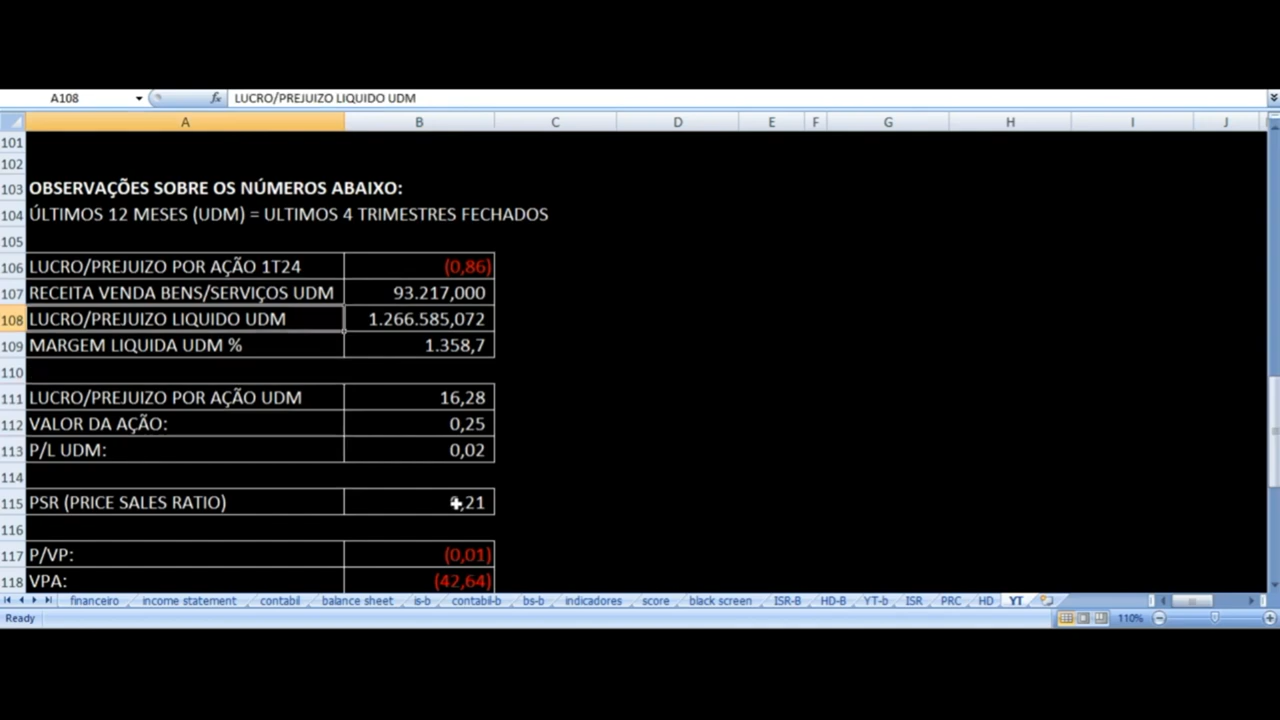 A108 fx LUCRO/PREJUIZO LIQUIDO UDM
A B C D E F G H I J
101
102
103 OBSERVAÇÕES SOBRE OS NÚMEROS ABAIXO:
104 ÚLTIMOS 12 MESES (UDM) = ULTIMOS 4 TRIMESTRES FECHADOS
105
106 LUCRO/PREJUIZO POR AÇÃO 1T24 (0,86)
107 RECEITA VENDA BENS/SERVIÇOS UDM 93.217,000
108 LUCRO/PREJUIZO LIQUIDO UDM 1.266.585,072
109 MARGEM LIQUIDA UDM % 1.358,7
110
111 LUCRO/PREJUIZO POR AÇÃO UDM 16,28
112 VALOR DA AÇÃO: 0,25
113 P/L UDM: 0,02
114
115 PSR (PRICE SALES RATIO) ,21
116
117 P/VP: (0,01)
118 VPA: (42,64)
financeiro income statement contabil balance sheet is-b contabil-b bs-b indicadores score black screen ISR-B HD-B YT-b ISR PRC HD YT
Ready 110%